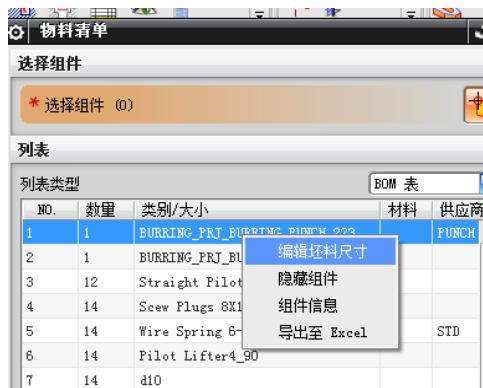 物料清单
选择组件
* 选择组件 (0)
列表
列表类型 BOM 表
NO. 数量 类别/大小 材料 供应商
1 1 BURRING_PRJ_BURRING_PUNCH_223 PUNCH
2 1 BURRING_PRJ_BU
3 12 Straight Pilot
4 14 Scew Plugs 8X1
5 14 Wire Spring 6- STD
6 14 Pilot Lifter4_90
7 14 d10
编辑坯料尺寸
隐藏组件
组件信息
导出至 Excel